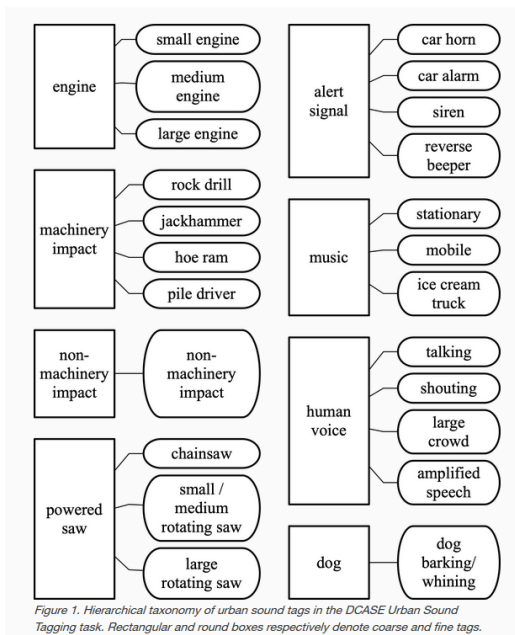 engine
small engine
medium
engine
large engine
machinery
impact
rock drill
jackhammer
hoe ram
pile driver
non-
machinery
impact
non-
machinery
impact
powered
saw
chainsaw
small /
medium
rotating saw
large
rotating saw
alert
signal
car horn
car alarm
siren
reverse
beeper
music
stationary
mobile
ice cream
truck
human
voice
talking
shouting
large
crowd
amplified
speech
dog
dog
barking/
whining
Figure 1. Hierarchical taxonomy of urban sound tags in the DCASE Urban Sound
Tagging task. Rectangular and round boxes respectively denote coarse and fine tags.